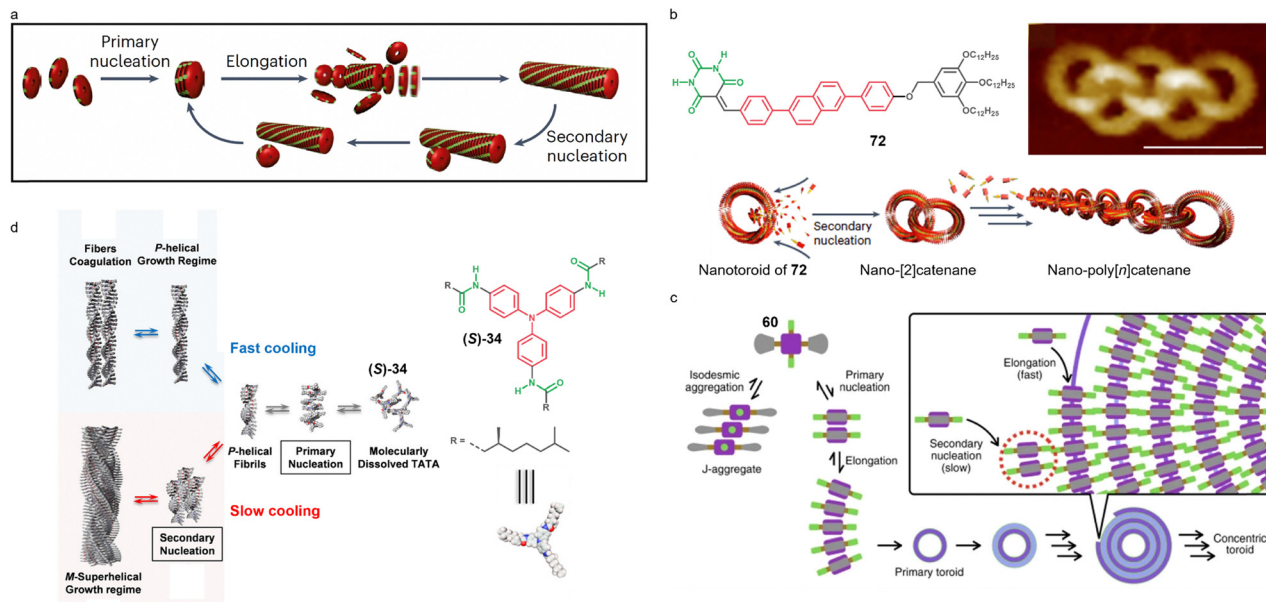 a
Primary
nucleation
Elongation
Secondary
nucleation
b
O
H
N
H
N
O
O
O
OC12H25
OC12H25
OC12H25
72
Secondary
nucleation
Nanotoroid of 72
Nano-[2]catenane
Nano-poly[n]catenane
c
60
Isodesmic
aggregation
Primary
nucleation
J-aggregate
Elongation
Elongation
(fast)
Secondary
nucleation
(slow)
Primary toroid
Concentric
toroid
d
Fibers
Coagulation
P-helical
Growth Regime
Fast cooling
(S)-34
P-helical
Fibrils
Primary
Nucleation
Molecularly
Dissolved TATA
Slow cooling
Secondary
Nucleation
M-Superhelical
Growth regime
R
O
N
H
H
N
O
R
N
(S)-34
H
N
O
R
R =